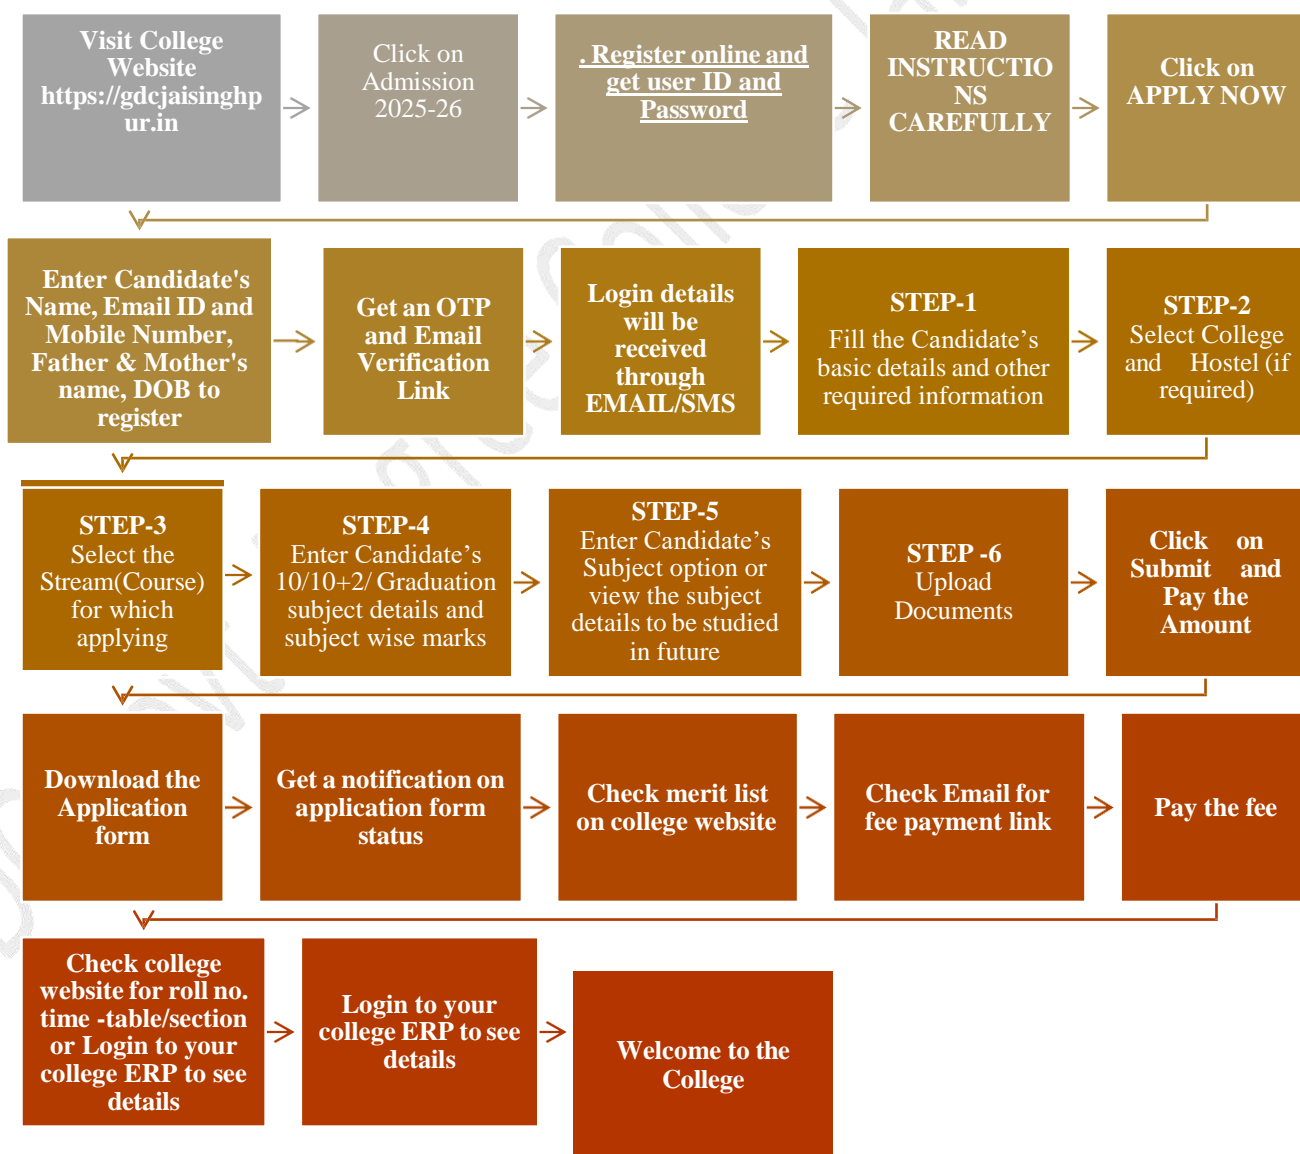 Visit College
Website
https://gdcjaisinghp
ur.in
Click on
Admission
2025-26
. Register online and
get user ID and
Password
READ
INSTRUCTIO
NS
CAREFULLY
Click on
APPLY NOW
Enter Candidate's
Name, Email ID and
Mobile Number,
Father & Mother's
name, DOB to
register
Get an OTP
and Email
Verification
Link
Login details
will be
received
through
EMAIL/SMS
STEP-1
Fill the Candidate’s
basic details and other
required information
STEP-2
Select College
and Hostel (if
required)
STEP-3
Select the
Stream(Course)
for which
applying
STEP-4
Enter Candidate’s
10/10+2/ Graduation
subject details and
subject wise marks
STEP-5
Enter Candidate’s
Subject option or
view the subject
details to be studied
in future
STEP -6
Upload
Documents
Click on
Submit and
Pay the
Amount
Download the
Application
form
Get a notification on
application form
status
Check merit list
on college website
Check Email for
fee payment link
Pay the fee
Check college
website for roll no.
time -table/section
or Login to your
college ERP to see
details
Login to your
college ERP to see
details
Welcome to the
College